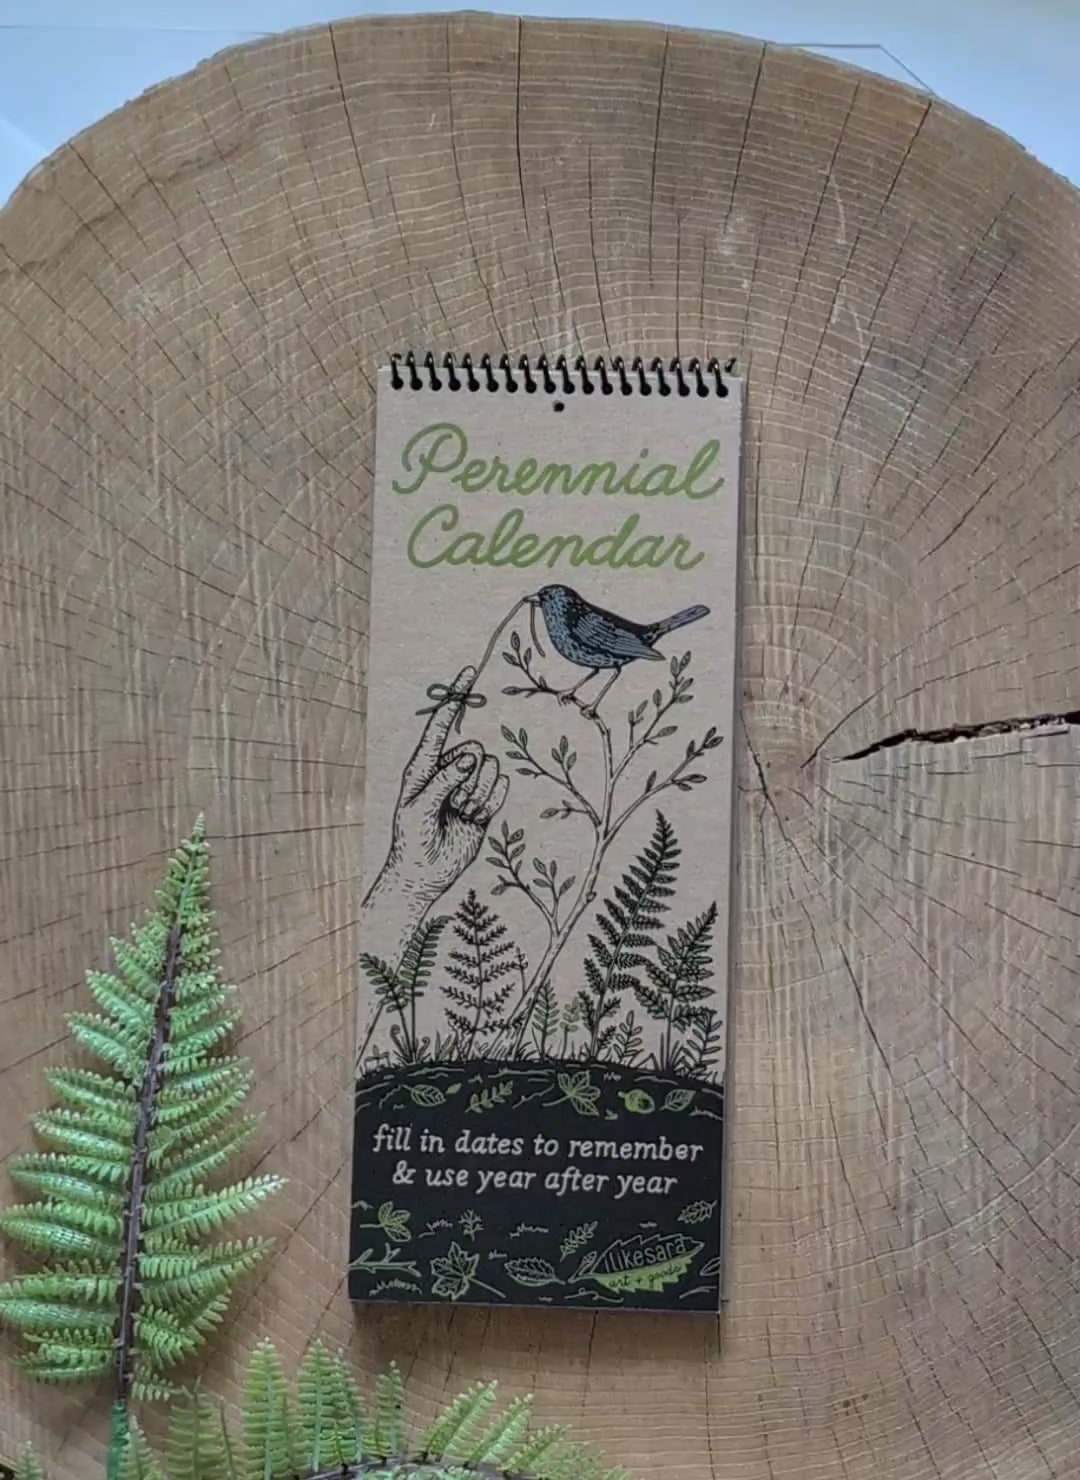 Perennial
Calendar
fill in dates to remember
& use year after year
likesara
art + goods